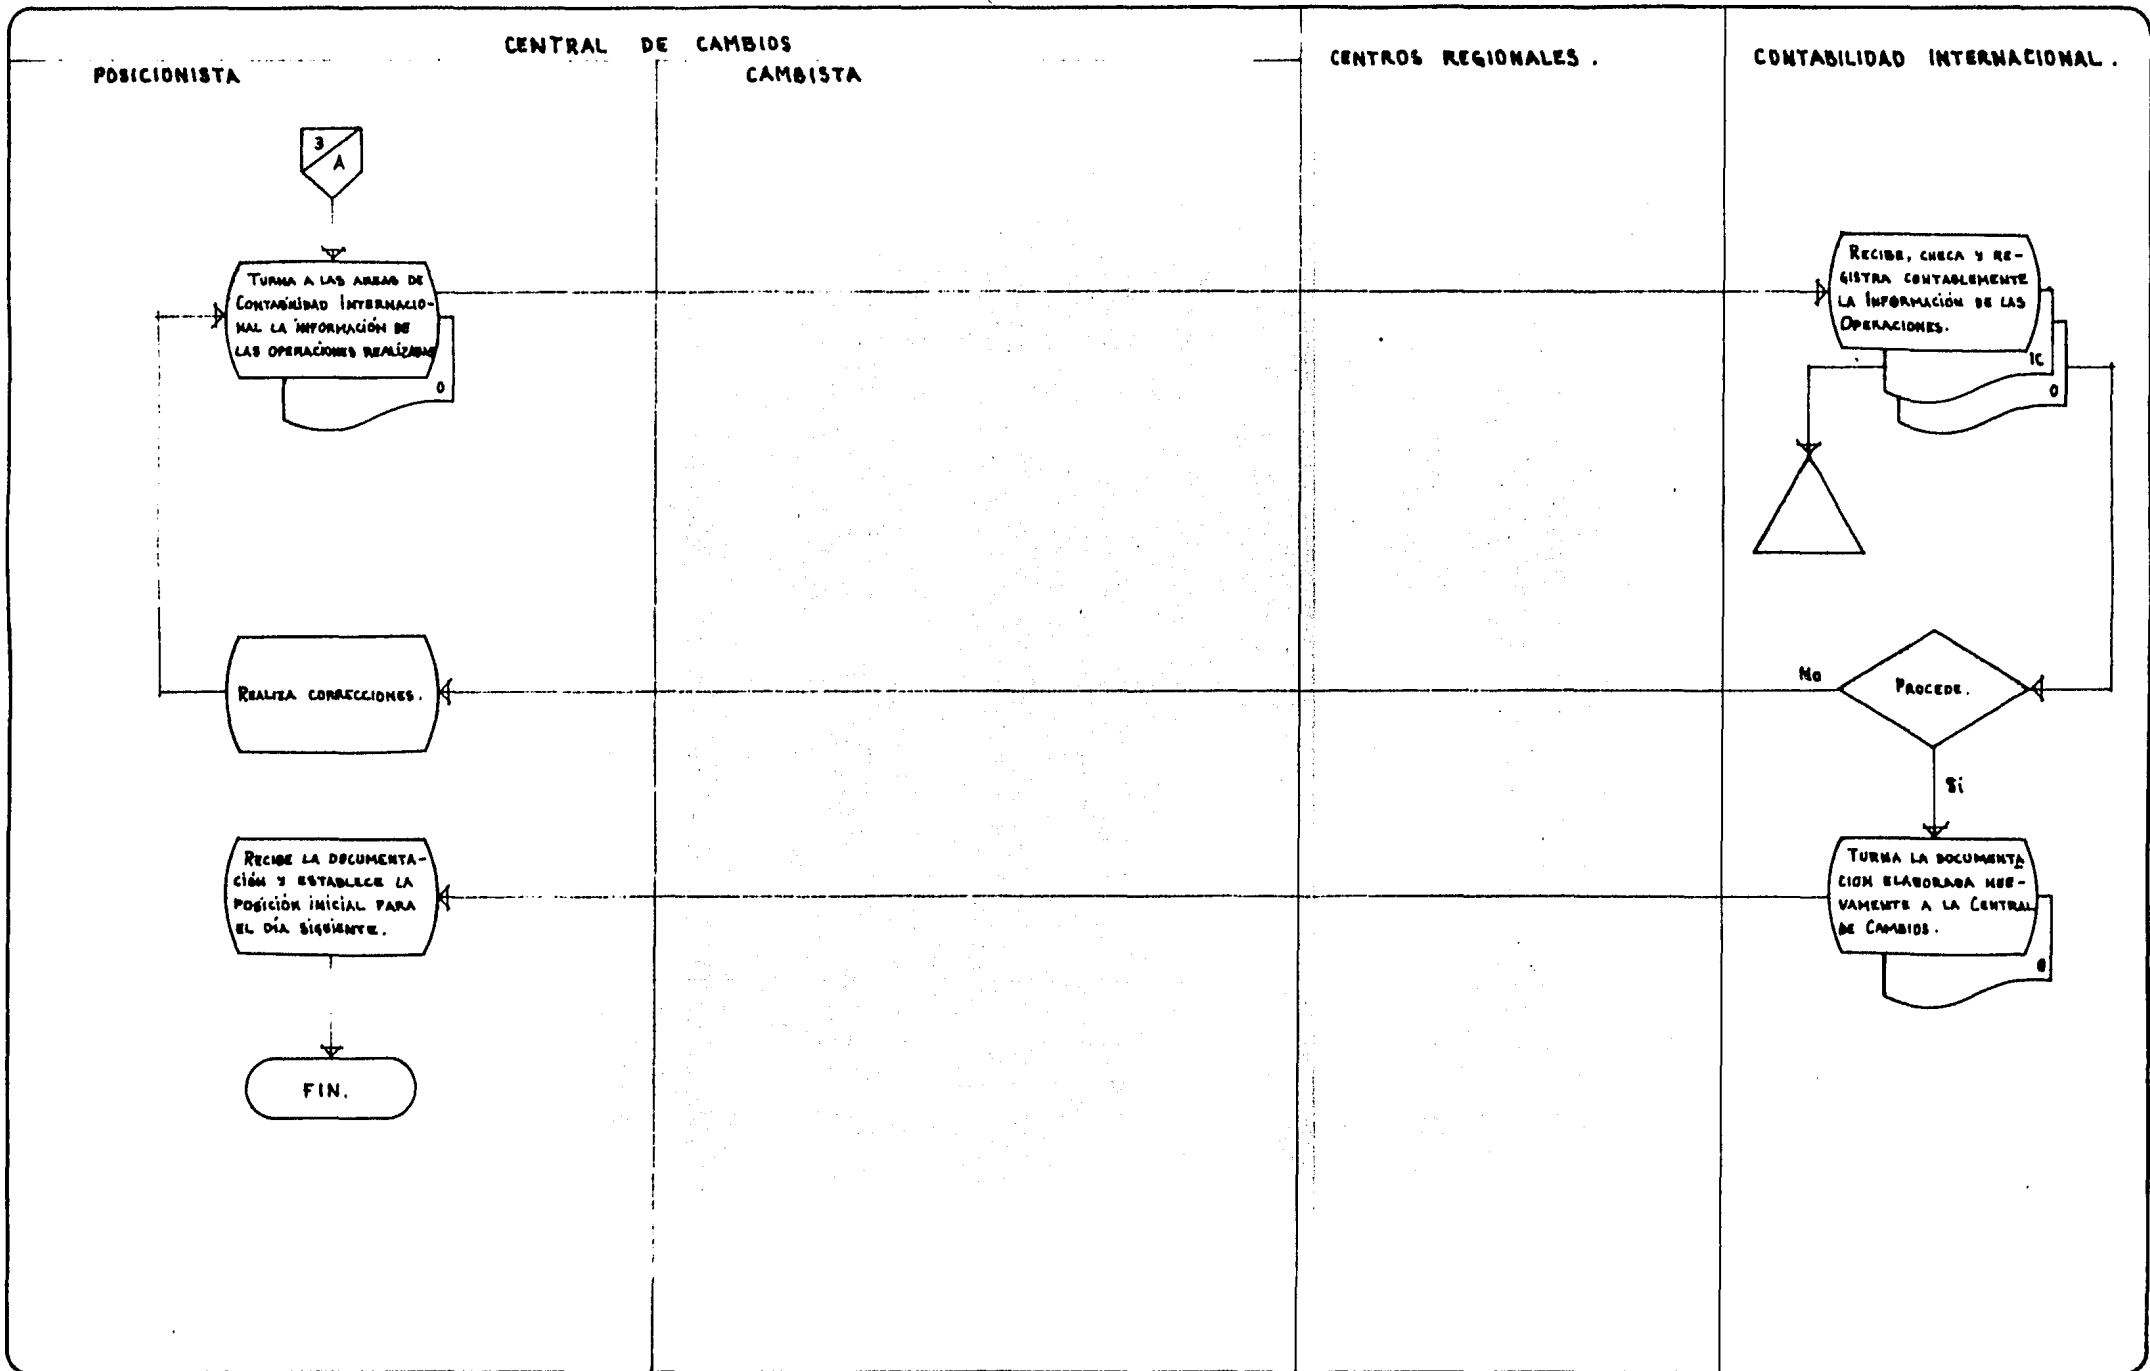 CENTRAL DE CAMBIOS
POSICIONISTA
CAMBISTA
CENTROS REGIONALES.
CONTABILIDAD INTERNACIONAL.
3
A
TURNA A LAS AREAS DE
CONTABILIDAD INTERNACIO-
NAL LA INFORMACIÓN DE
LAS OPERACIONES REALIZADAS
O
RECIBE, CHECA Y RE-
GISTRA CONTABLEMENTE
LA INFORMACIÓN DE LAS
OPERACIONES.
1C
O
REALIZA CORRECCIONES.
No
PROCEDE.
Si
RECIBE LA DOCUMENTA-
CIÓN Y ESTABLECE LA
POSICIÓN INICIAL PARA
EL DÍA SIGUIENTE.
TURNA LA DOCUMENTA
CION ELABORADA NUE-
VAMENTE A LA CENTRAL
DE CAMBIOS.
FIN.